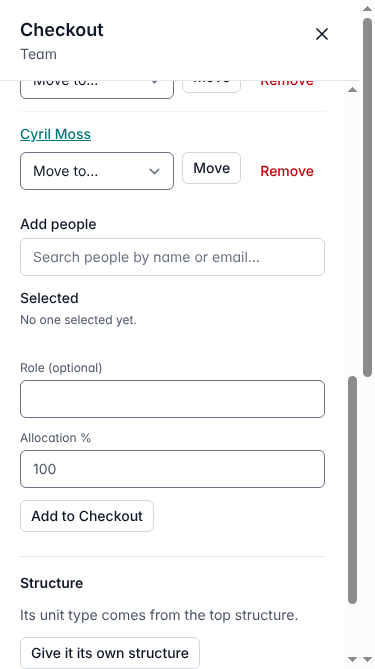 Checkout
Team
Move to...
Move
Remove
Cyril Moss
Move to...
Move
Remove
Add people
Search people by name or email...
Selected
No one selected yet.
Role (optional)
Allocation %
100
Add to Checkout
Structure
Its unit type comes from the top structure.
Give it its own structure